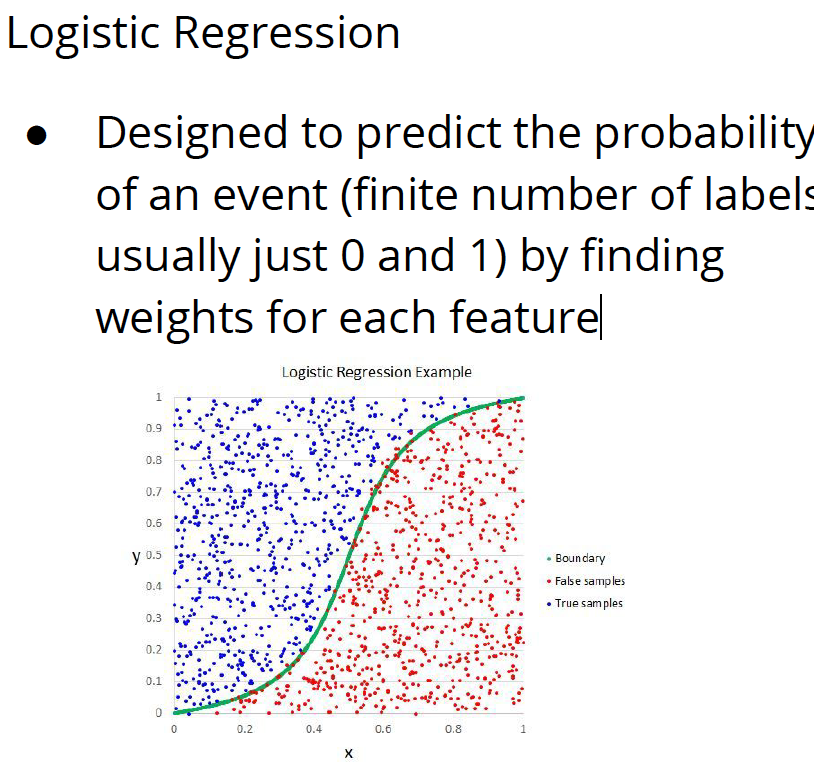 Logistic Regression
● Designed to predict the probability
of an event (finite number of labels
usually just 0 and 1) by finding
weights for each feature
Logistic Regression Example
1
0.9
0.8
0.7
0.6
0.5
0.4
0.3
0.2
0.1
0
y
0 0.2 0.4 0.6 0.8 1
x
Boundary
False samples
True samples